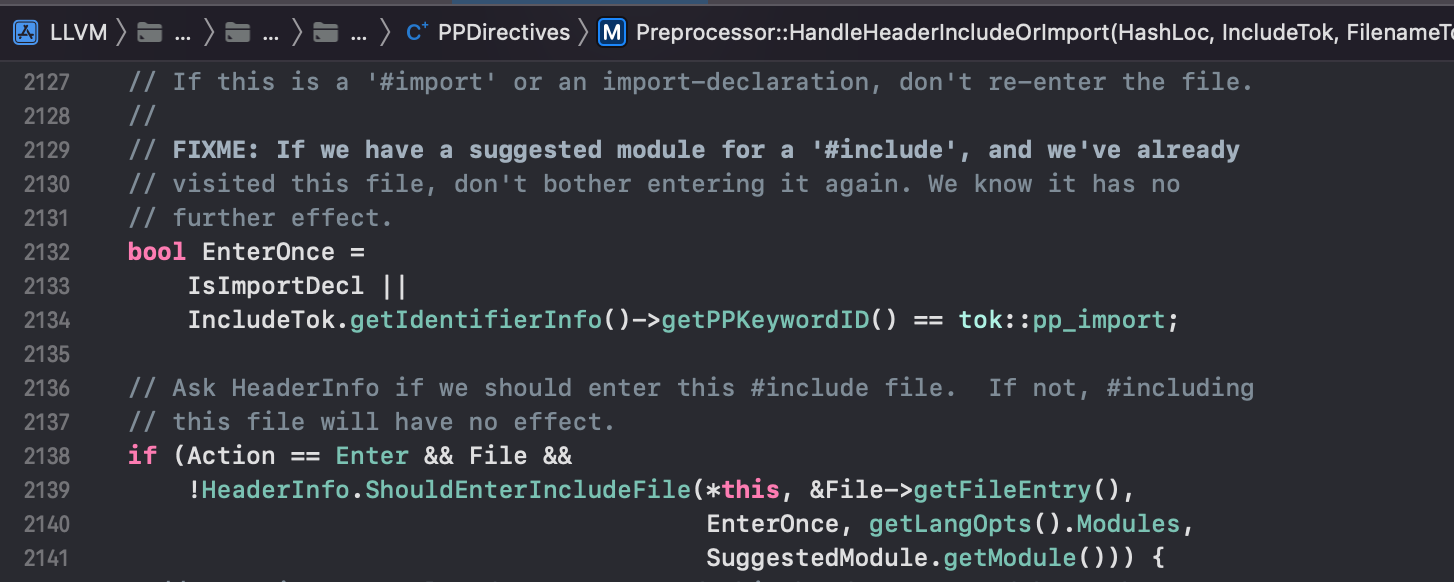 LLVM ... ... ... C+ PPDirectives M Preprocessor::HandleHeaderIncludeOrImport(HashLoc, IncludeTok, FilenameTo
2127 // If this is a '#import' or an import-declaration, don't re-enter the file.
2128 //
2129 // FIXME: If we have a suggested module for a '#include', and we've already
2130 // visited this file, don't bother entering it again. We know it has no
2131 // further effect.
2132 bool EnterOnce =
2133 IsImportDecl ||
2134 IncludeTok.getIdentifierInfo()->getPPKeywordID() == tok::pp_import;
2135
2136 // Ask HeaderInfo if we should enter this #include file.  If not, #including
2137 // this file will have no effect.
2138 if (Action == Enter && File &&
2139 !HeaderInfo.ShouldEnterIncludeFile(*this, &File->getFileEntry(),
2140 EnterOnce, getLangOpts().Modules,
2141 SuggestedModule.getModule())) {